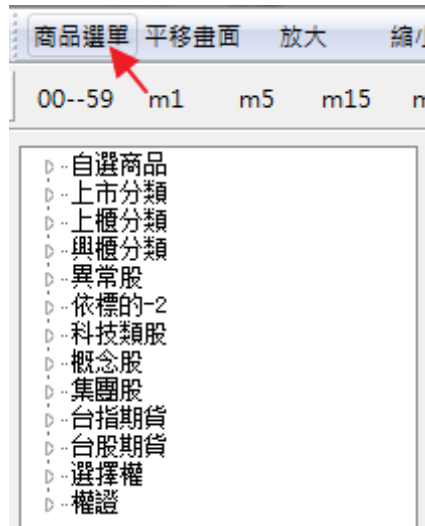 商品選單 平移畫面 放大
00--59 m1 m5 m15
自選商品
上市分類
上櫃分類
興櫃分類
異常股
依標的-2
科技類股
概念股
集團股
台指期貨
台股期貨
選擇權
權證